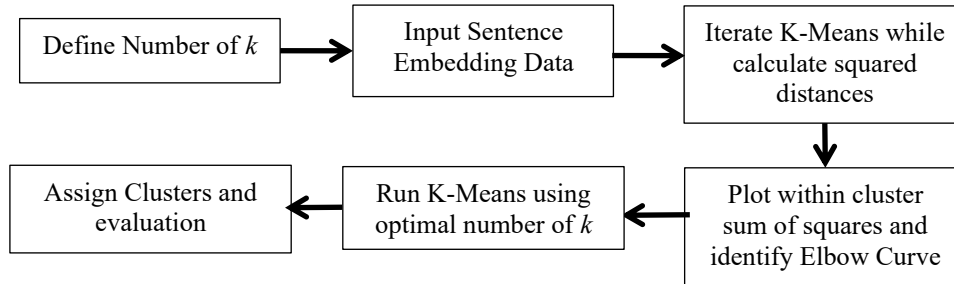 Define Number of k
Input Sentence
Embedding Data
Iterate K-Means while
calculate squared
distances
Plot within cluster
sum of squares and
identify Elbow Curve
Run K-Means using
optimal number of k
Assign Clusters and
evaluation